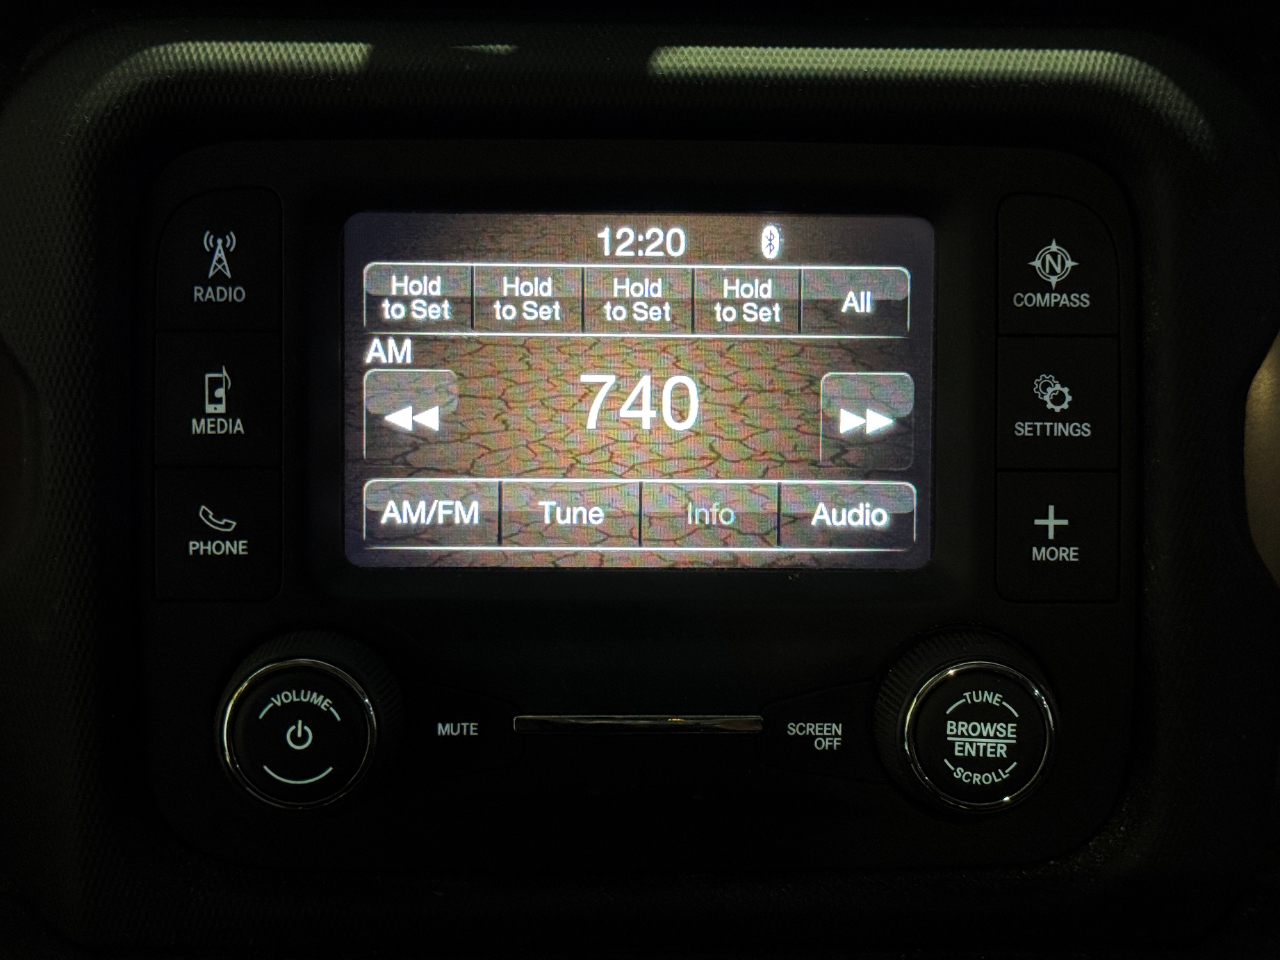 12:20
Hold to Set
Hold to Set
Hold to Set
Hold to Set
All
AM
740
AM/FM
Tune
Info
Audio
RADIO
MEDIA
PHONE
N
COMPASS
SETTINGS
MORE
VOLUME
MUTE
SCREEN
OFF
TUNE
BROWSE
ENTER
SCROLL